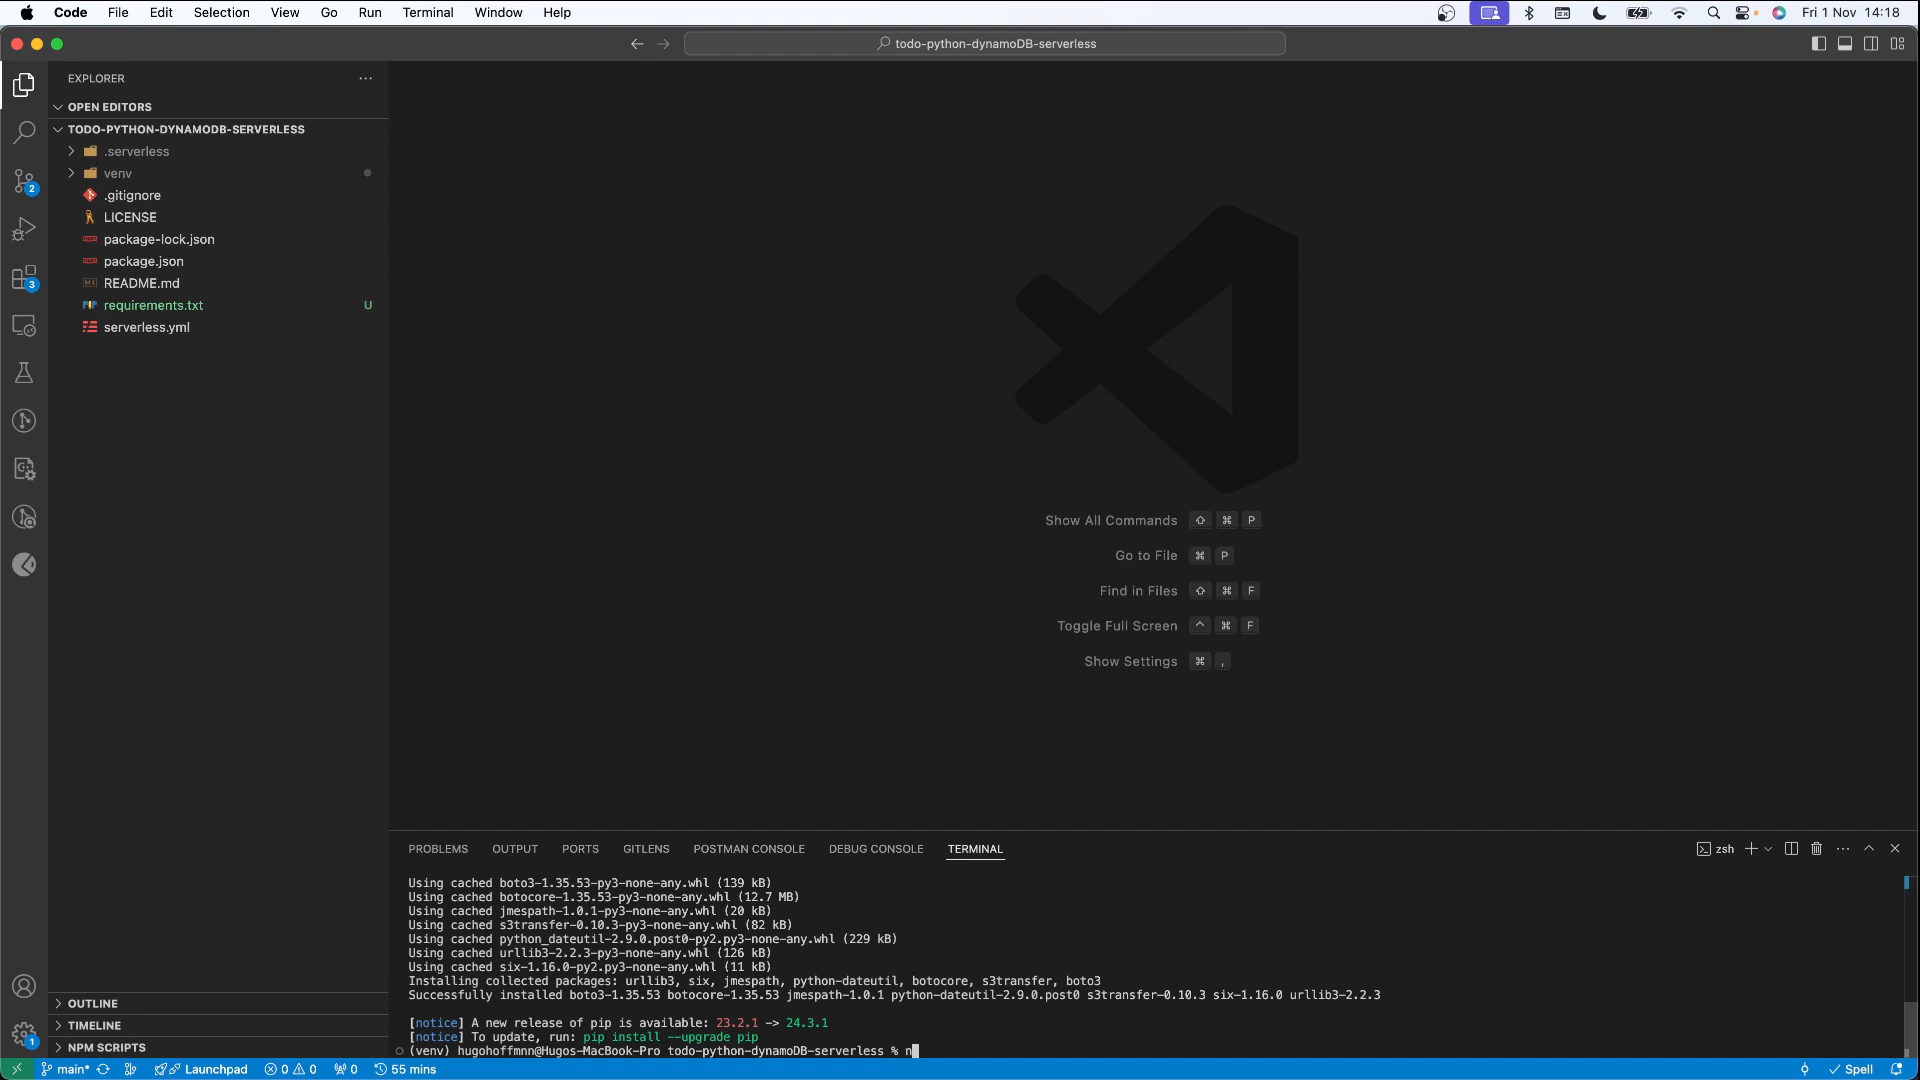 Code File Edit Selection View Go Run Terminal Window Help
Fri 1 Nov 14:18
todo-python-dynamoDB-serverless
EXPLORER
OPEN EDITORS
TODO-PYTHON-DYNAMODB-SERVERLESS
.serverless
venv
.gitignore
LICENSE
package-lock.json
package.json
README.md
requirements.txt U
serverless.yml
2
3
1
Show All Commands ⇧ ⌘ P
Go to File ⌘ P
Find in Files ⇧ ⌘ F
Toggle Full Screen ^ ⌘ F
Show Settings ⌘ ,
PROBLEMS OUTPUT PORTS GITLENS POSTMAN CONSOLE DEBUG CONSOLE TERMINAL
zsh
Using cached boto3-1.35.53-py3-none-any.whl (139 kB)
Using cached botocore-1.35.53-py3-none-any.whl (12.7 MB)
Using cached jmespath-1.0.1-py3-none-any.whl (20 kB)
Using cached s3transfer-0.10.3-py3-none-any.whl (82 kB)
Using cached python_dateutil-2.9.0.post0-py2.py3-none-any.whl (229 kB)
Using cached urllib3-2.2.3-py3-none-any.whl (126 kB)
Using cached six-1.16.0-py2.py3-none-any.whl (11 kB)
Installing collected packages: urllib3, six, jmespath, python-dateutil, botocore, s3transfer, boto3
Successfully installed boto3-1.35.53 botocore-1.35.53 jmespath-1.0.1 python-dateutil-2.9.0.post0 s3transfer-0.10.3 six-1.16.0 urllib3-2.2.3
[notice] A new release of pip is available: 23.2.1 -> 24.3.1
[notice] To update, run: pip install --upgrade pip
(venv) hugohoffmnn@Hugos-MacBook-Pro todo-python-dynamoDB-serverless % n
OUTLINE
TIMELINE
NPM SCRIPTS
main* Launchpad 0 0 0 55 mins
Spell